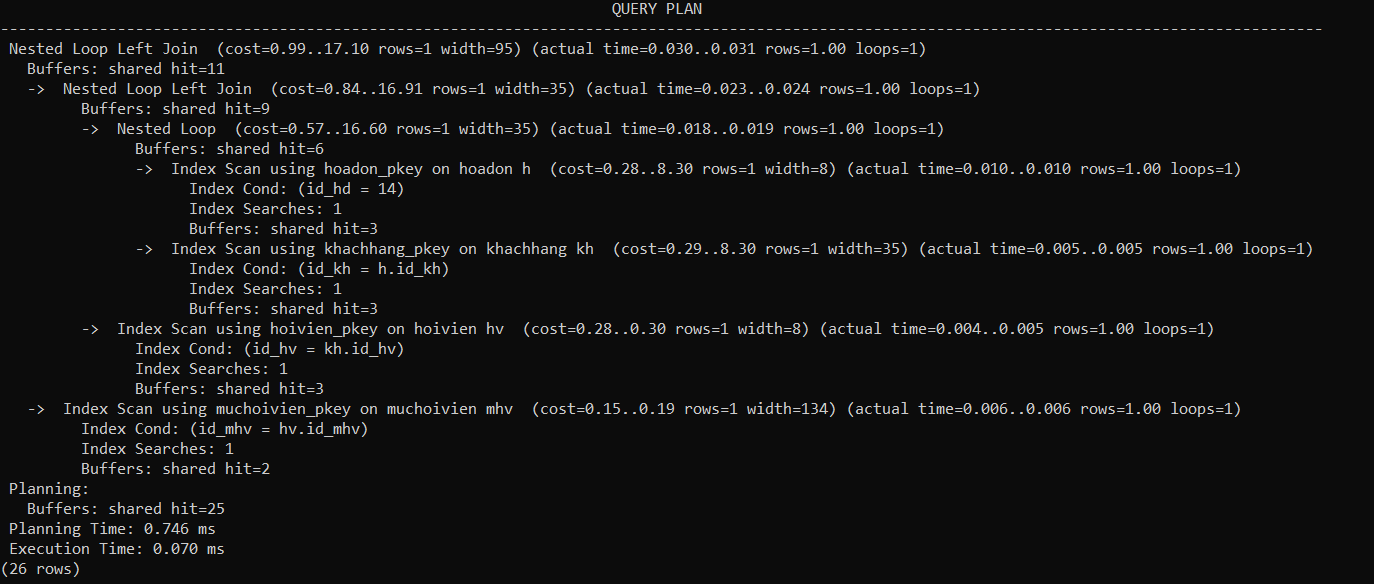 QUERY PLAN
-----------------------------------------------------------------------------------------------------------------------------------------------------
Nested Loop Left Join  (cost=0.99..17.10 rows=1 width=95) (actual time=0.030..0.031 rows=1.00 loops=1)
Buffers: shared hit=11
->  Nested Loop Left Join  (cost=0.84..16.91 rows=1 width=35) (actual time=0.023..0.024 rows=1.00 loops=1)
Buffers: shared hit=9
->  Nested Loop  (cost=0.57..16.60 rows=1 width=35) (actual time=0.018..0.019 rows=1.00 loops=1)
Buffers: shared hit=6
->  Index Scan using hoadon_pkey on hoadon h  (cost=0.28..8.30 rows=1 width=8) (actual time=0.010..0.010 rows=1.00 loops=1)
Index Cond: (id_hd = 14)
Index Searches: 1
Buffers: shared hit=3
->  Index Scan using khachhang_pkey on khachhang kh  (cost=0.29..8.30 rows=1 width=35) (actual time=0.005..0.005 rows=1.00 loops=1)
Index Cond: (id_kh = h.id_kh)
Index Searches: 1
Buffers: shared hit=3
->  Index Scan using hoivien_pkey on hoivien hv  (cost=0.28..0.30 rows=1 width=8) (actual time=0.004..0.005 rows=1.00 loops=1)
Index Cond: (id_hv = kh.id_hv)
Index Searches: 1
Buffers: shared hit=3
->  Index Scan using muchoivien_pkey on muchoivien mhv  (cost=0.15..0.19 rows=1 width=134) (actual time=0.006..0.006 rows=1.00 loops=1)
Index Cond: (id_mhv = hv.id_mhv)
Index Searches: 1
Buffers: shared hit=2
Planning:
Buffers: shared hit=25
Planning Time: 0.746 ms
Execution Time: 0.070 ms
(26 rows)